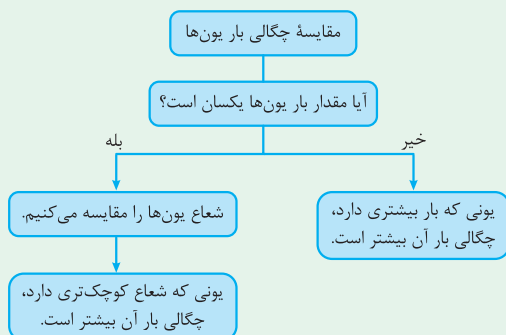 مقایسهٔ چگالی بار یون‌ها
آیا مقدار بار یون‌ها یکسان است؟
خیر
بله
یونی که بار بیشتری دارد،
چگالی بار آن بیشتر است.
شعاع یون‌ها را مقایسه می‌کنیم.
یونی که شعاع کوچک‌تری دارد،
چگالی بار آن بیشتر است.